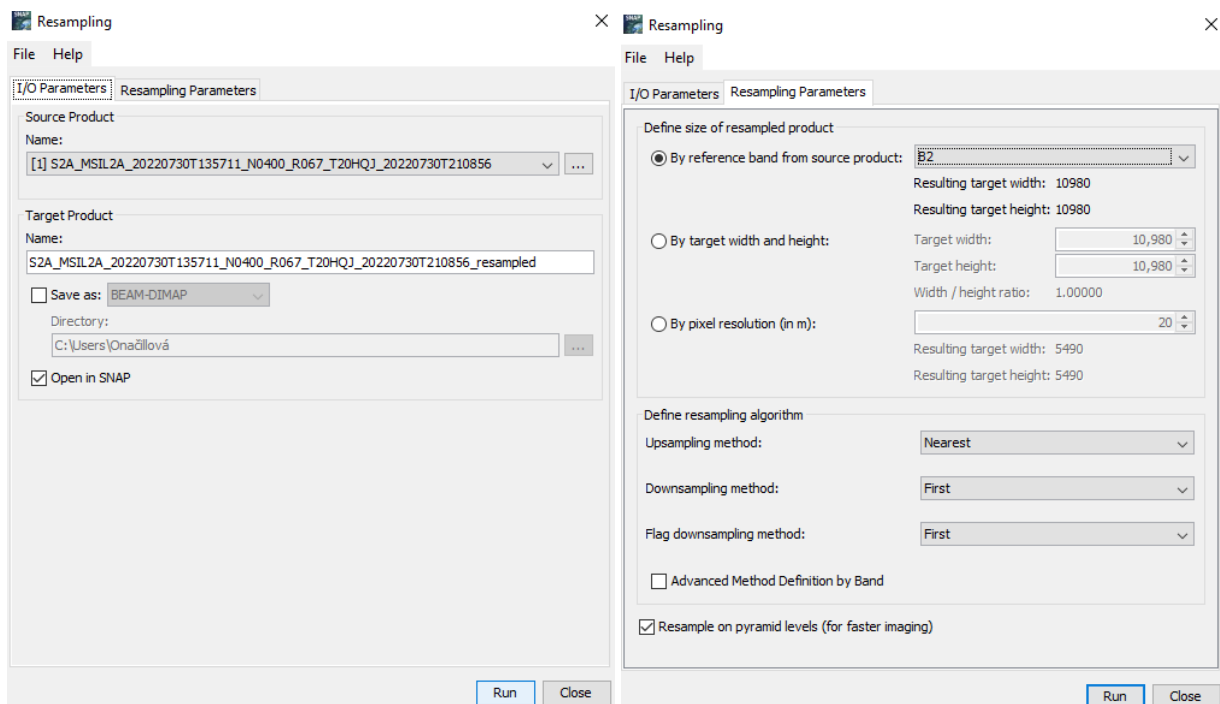 Resampling
File Help
I/O Parameters Resampling Parameters
Source Product
Name:
[1] S2A_MSIL2A_20220730T135711_N0400_R067_T20HQJ_20220730T210856 ...
Target Product
Name:
S2A_MSIL2A_20220730T135711_N0400_R067_T20HQJ_20220730T210856_resampled
Save as: BEAM-DIMAP
Directory:
C:\Users\Onačillová ...
Open in SNAP
Run Close
Resampling
File Help
I/O Parameters Resampling Parameters
Define size of resampled product
By reference band from source product: B2
Resulting target width: 10980
Resulting target height: 10980
By target width and height: Target width: 10,980
Target height: 10,980
Width / height ratio: 1.00000
By pixel resolution (in m): 20
Resulting target width: 5490
Resulting target height: 5490
Define resampling algorithm
Upsampling method: Nearest
Downsampling method: First
Flag downsampling method: First
Advanced Method Definition by Band
Resample on pyramid levels (for faster imaging)
Run Close